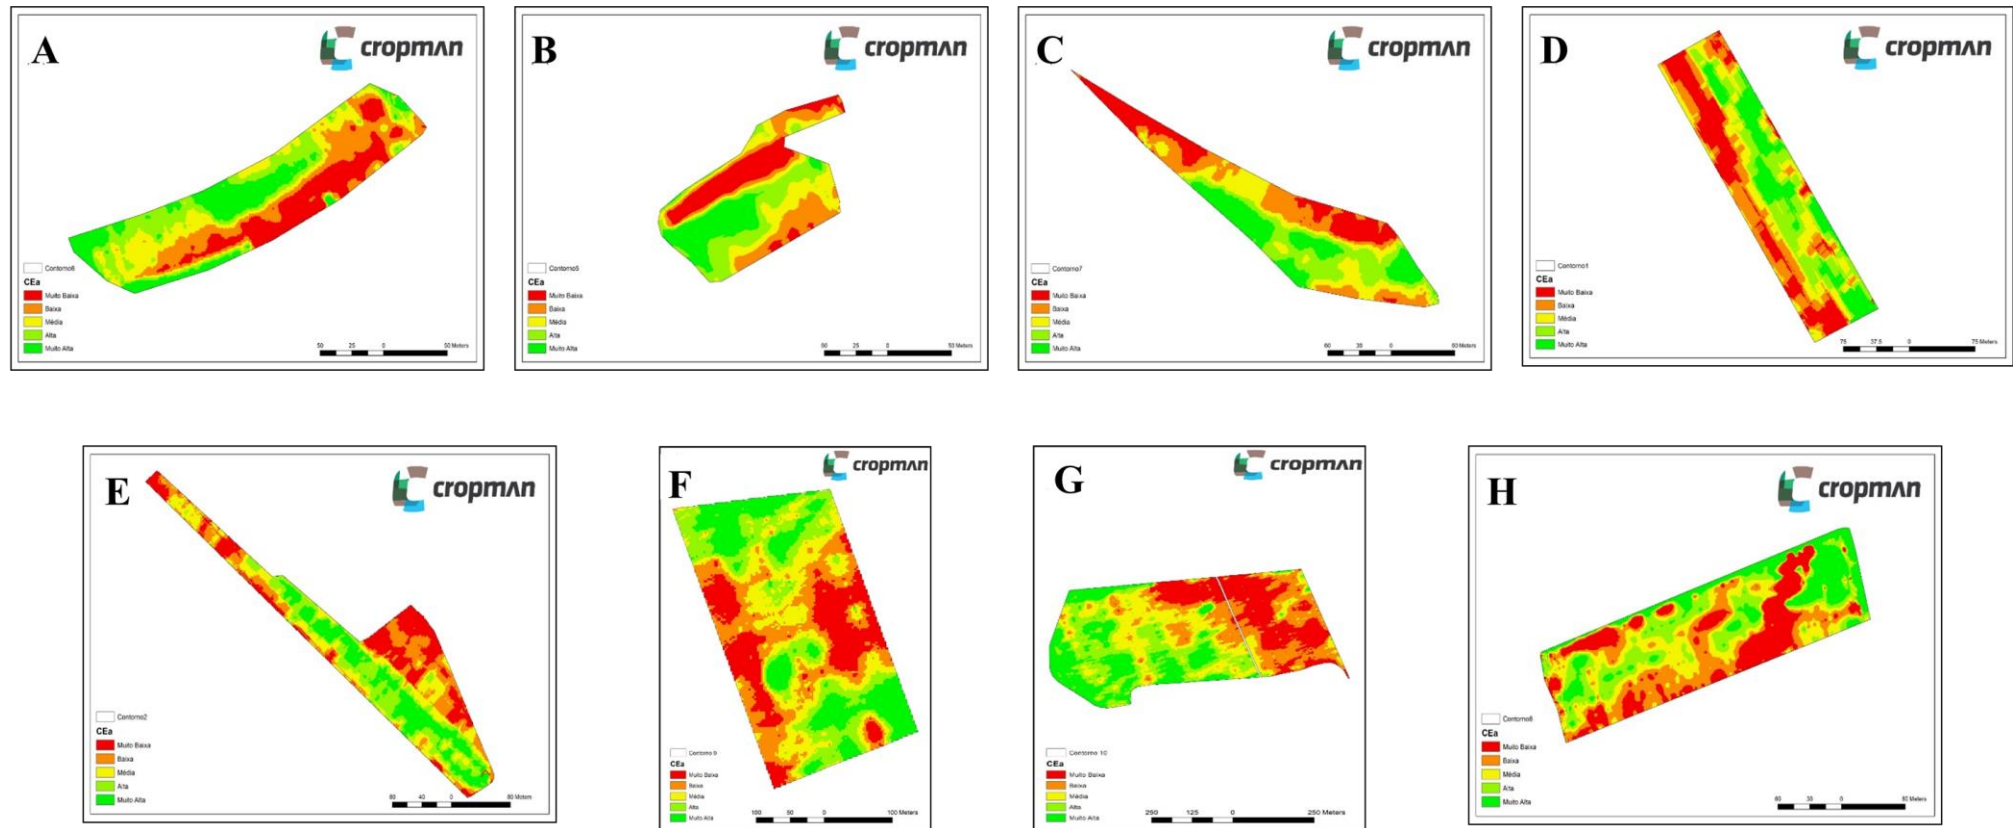 A
cropman
Contorno6
CEa
Muito Baixa
Baixa
Média
Alta
Muito Alta
50 25 0 50 Meters
B
cropman
Contorno5
CEa
Muito Baixa
Baixa
Média
Alta
Muito Alta
50 25 0 50 Meters
C
cropman
Contorno7
CEa
Muito Baixa
Baixa
Média
Alta
Muito Alta
60 30 0 60 Meters
D
cropman
Contorno1
CEa
Muito Baixa
Baixa
Média
Alta
Muito Alta
75 37.5 0 75 Meters
E
cropman
Contorno2
CEa
Muito Baixa
Baixa
Média
Alta
Muito Alta
80 40 0 80 Meters
F
cropman
Contorno 9
CEa
Muito Baixa
Baixa
Média
Alta
Muito Alta
100 50 0 100 Meters
G
cropman
Contorno 10
CEa
Muito Baixa
Baixa
Média
Alta
Muito Alta
250 125 0 250 Meters
H
cropman
Contorno8
CEa
Muito Baixa
Baixa
Média
Alta
Muito Alta
60 30 0 60 Meters